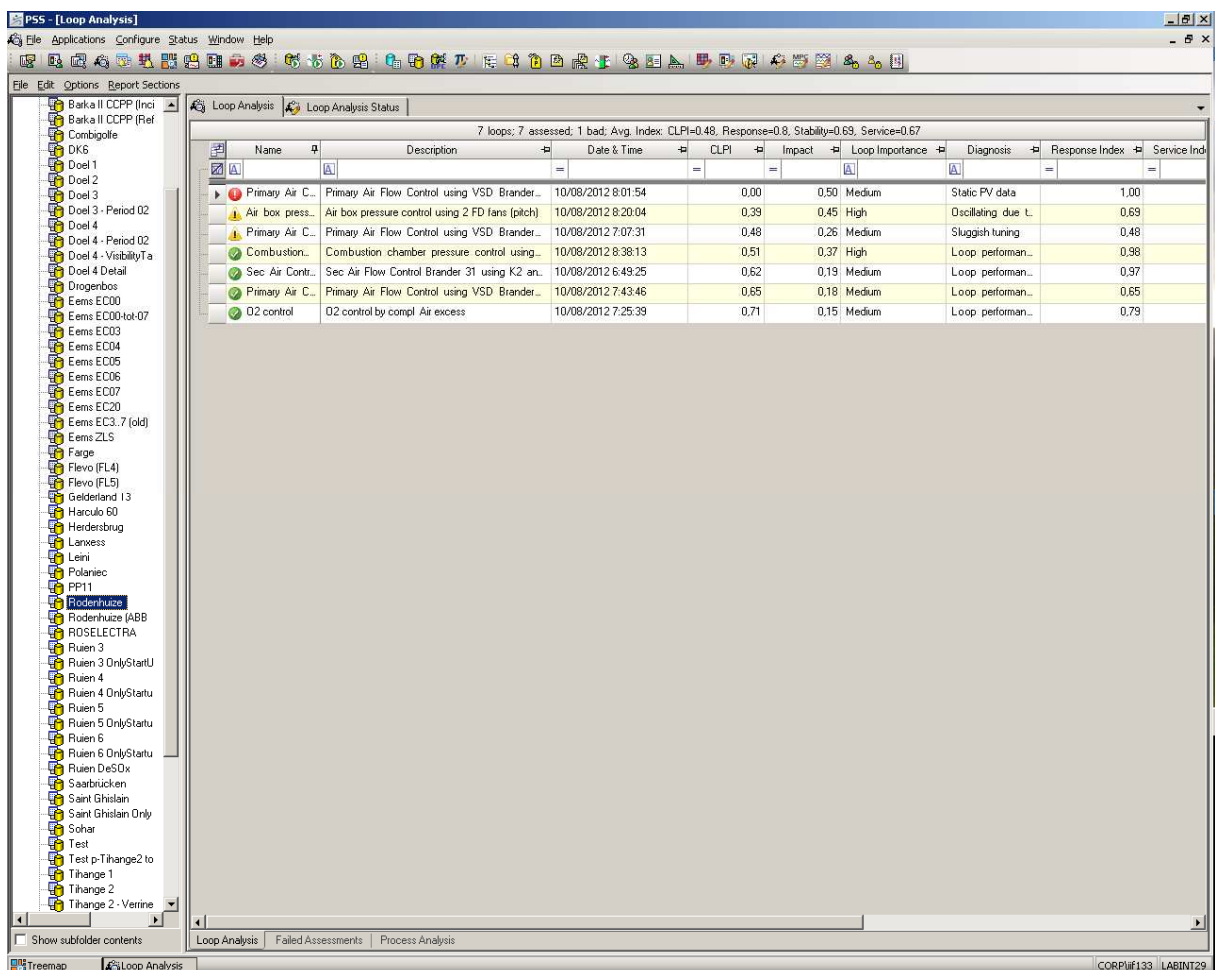 PSS - [Loop Analysis]
File Applications Configure Status Window Help
File Edit Options Report Sections
Barka II CCPP (Inci
Barka II CCPP (Ref
Combigolfe
DK6
Doel 1
Doel 2
Doel 3
Doel 3 - Period 02
Doel 4
Doel 4 - Period 02
Doel 4 - VisibilityTa
Doel 4 Detail
Drogenbos
Eems EC00
Eems EC00-tot-07
Eems EC03
Eems EC04
Eems EC05
Eems EC06
Eems EC07
Eems EC20
Eems EC3..7 (old)
Eems ZLS
Farge
Flevo (FL4)
Flevo (FL5)
Gelderland 13
Harculo 60
Herdersbrug
Lanxess
Leini
Polaniec
PP11
Rodenhuize
Rodenhuize (ABB
ROSELECTRA
Ruien 3
Ruien 3 OnlyStartU
Ruien 4
Ruien 4 OnlyStartu
Ruien 5
Ruien 5 OnlyStartu
Ruien 6
Ruien 6 OnlyStartu
Ruien DeSOx
Saarbrücken
Saint Ghislain
Saint Ghislain Only
Sohar
Test
Test p-Tihange2 to
Tihange 1
Tihange 2
Tihange 2 - Verrine
Show subfolder contents
Loop Analysis Loop Analysis Status
7 loops; 7 assessed; 1 bad; Avg. Index: CLPI=0.48, Response=0.8, Stability=0.69, Service=0.67
Name Description Date & Time CLPI Impact Loop Importance Diagnosis Response Index Service Inde
A A = = = A A = =
Primary Air C... Primary Air Flow Control using VSD Brander... 10/08/2012 8:01:54 0,00 0,50 Medium Static PV data 1,00
Air box press... Air box pressure control using 2 FD fans (pitch) 10/08/2012 8:20:04 0,39 0,45 High Oscillating due t... 0,69
Primary Air C... Primary Air Flow Control using VSD Brander... 10/08/2012 7:07:31 0,48 0,26 Medium Sluggish tuning 0,48
Combustion... Combustion chamber pressure control using... 10/08/2012 8:38:13 0,51 0,37 High Loop performan... 0,98
Sec Air Contr... Sec Air Flow Control Brander 31 using K2 an... 10/08/2012 6:49:25 0,62 0,19 Medium Loop performan... 0,97
Primary Air C... Primary Air Flow Control using VSD Brander... 10/08/2012 7:43:46 0,65 0,18 Medium Loop performan... 0,65
O2 control O2 control by compl Air excess 10/08/2012 7:25:39 0,71 0,15 Medium Loop performan... 0,79
Loop Analysis Failed Assessments Process Analysis
Treemap Loop Analysis CORP\iif133 LABINT29